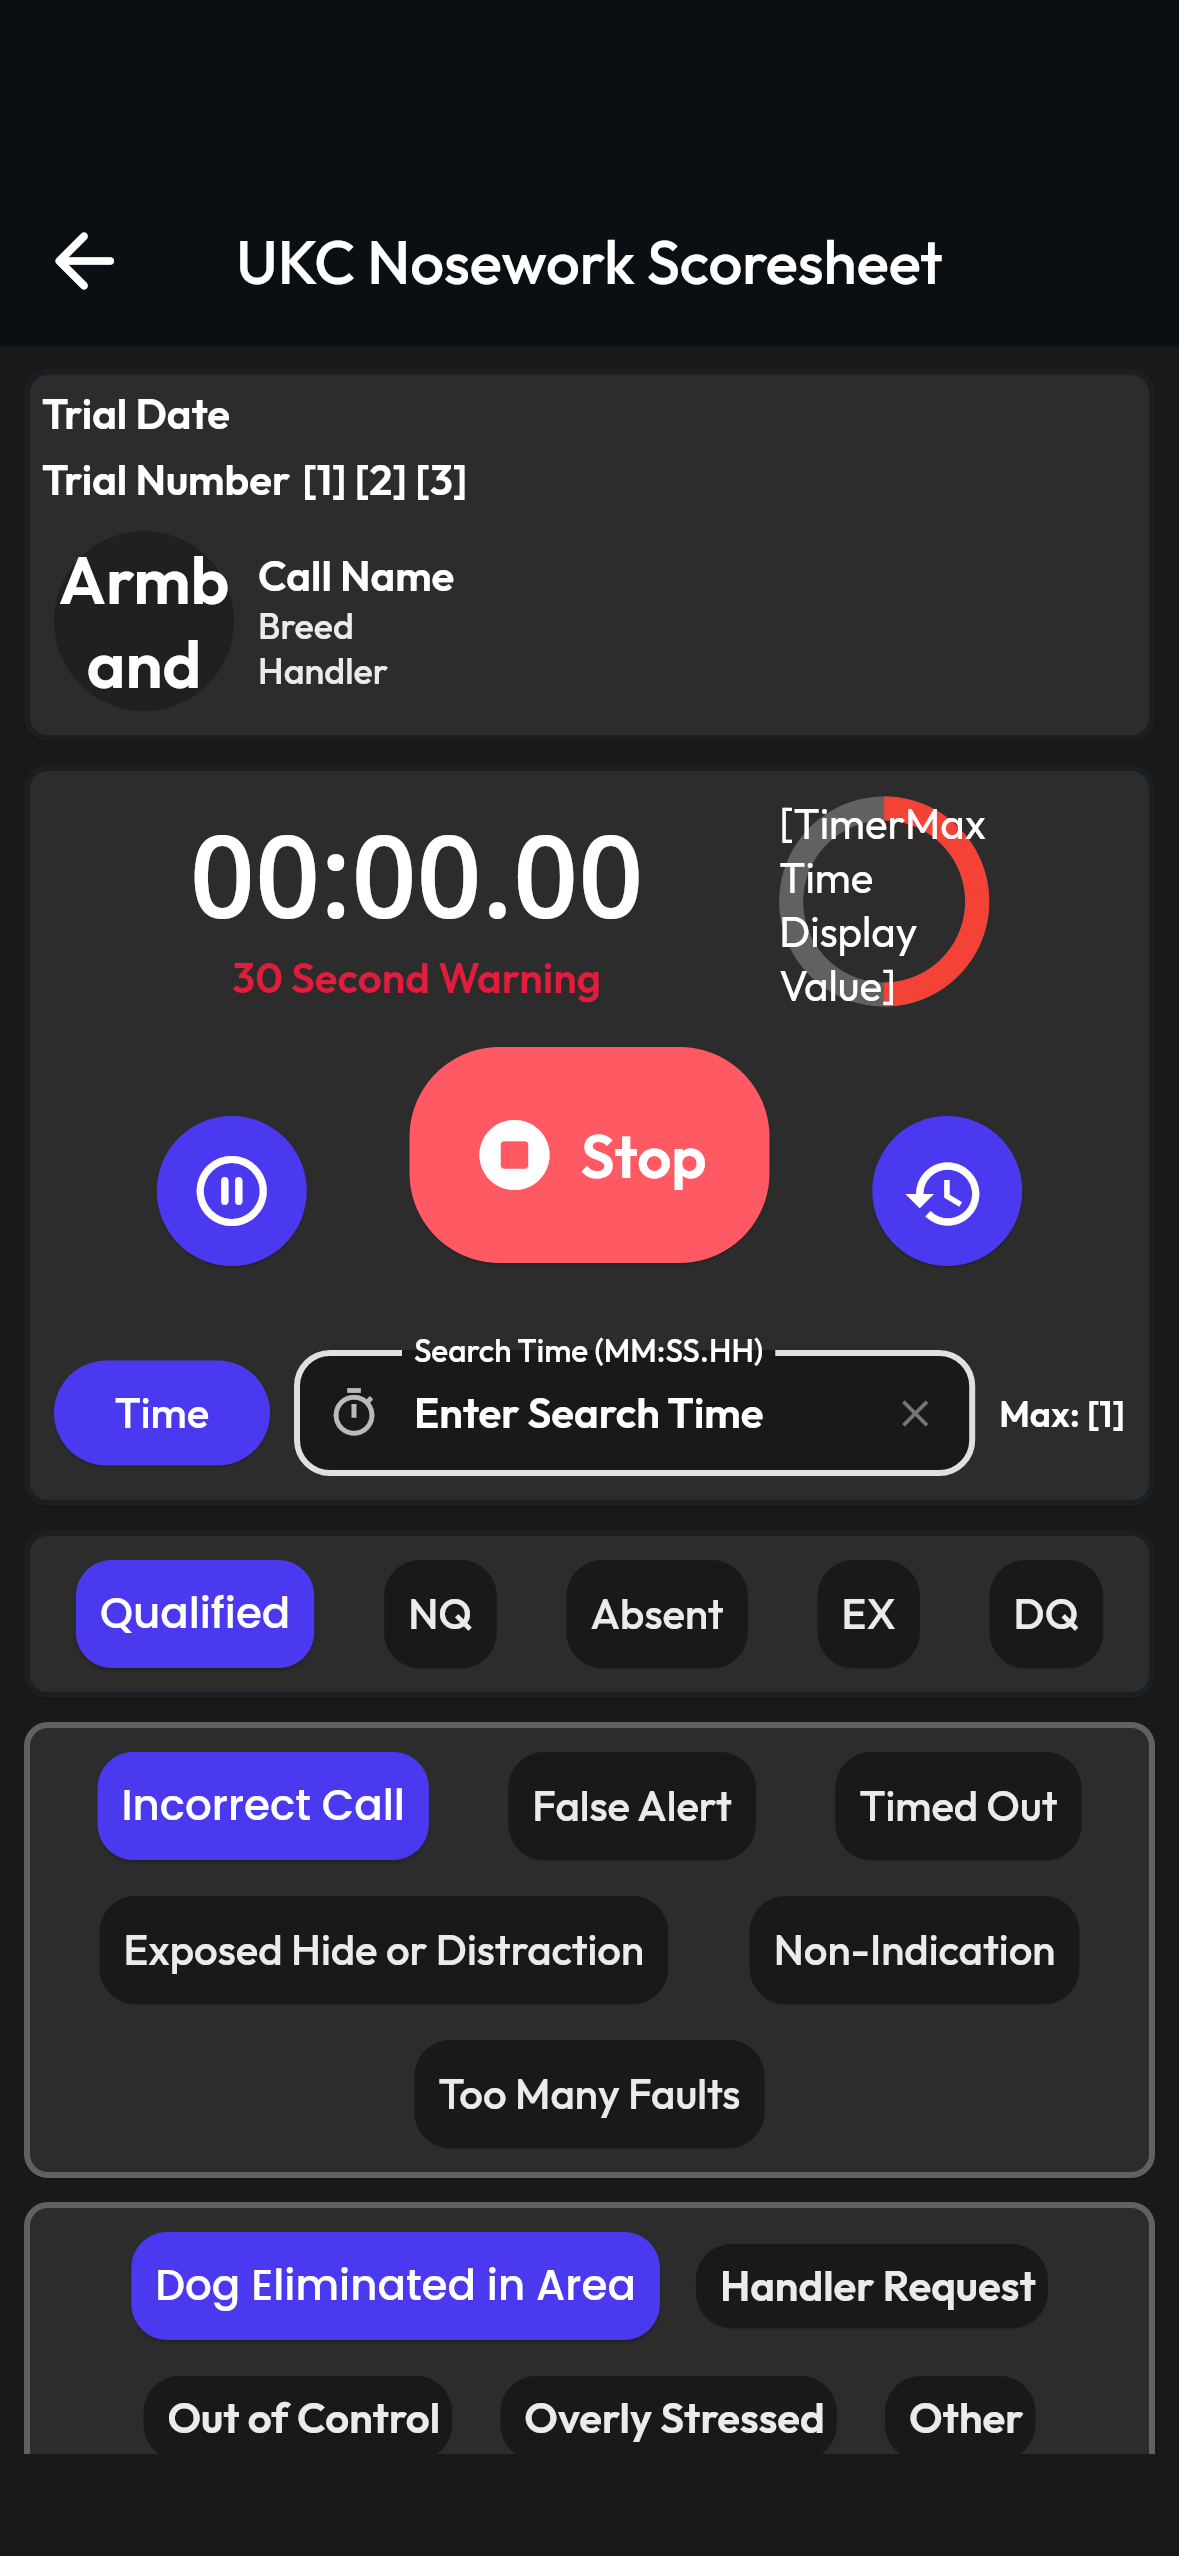 UKC Nosework Scoresheet
Trial Date
Trial Number [1] [2] [3]
Armb
and
Call Name
Breed
Handler
00:00.00
30 Second Warning
[TimerMax
Time
Display
Value]
Stop
Search Time (MM:SS.HH)
Time
Enter Search Time
Max: [1]
Qualified NQ Absent EX DQ
Incorrect Call False Alert Timed Out
Exposed Hide or Distraction Non-Indication
Too Many Faults
Dog Eliminated in Area Handler Request
Out of Control Overly Stressed Other